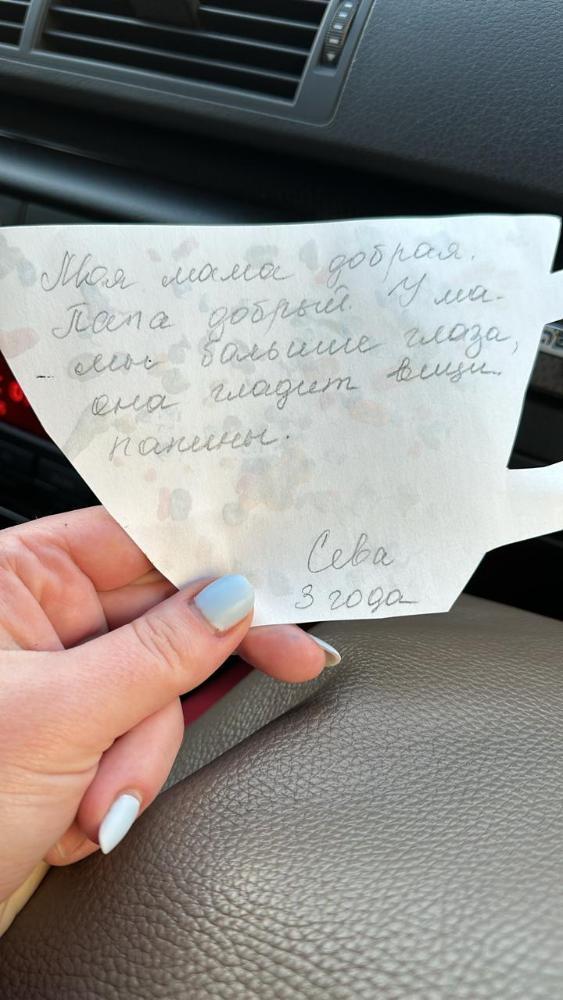 Моя мама добрая.
Папа добрый. У ма-
мы большие глаза,
она гладит вещи
папины.
Сева
3 года